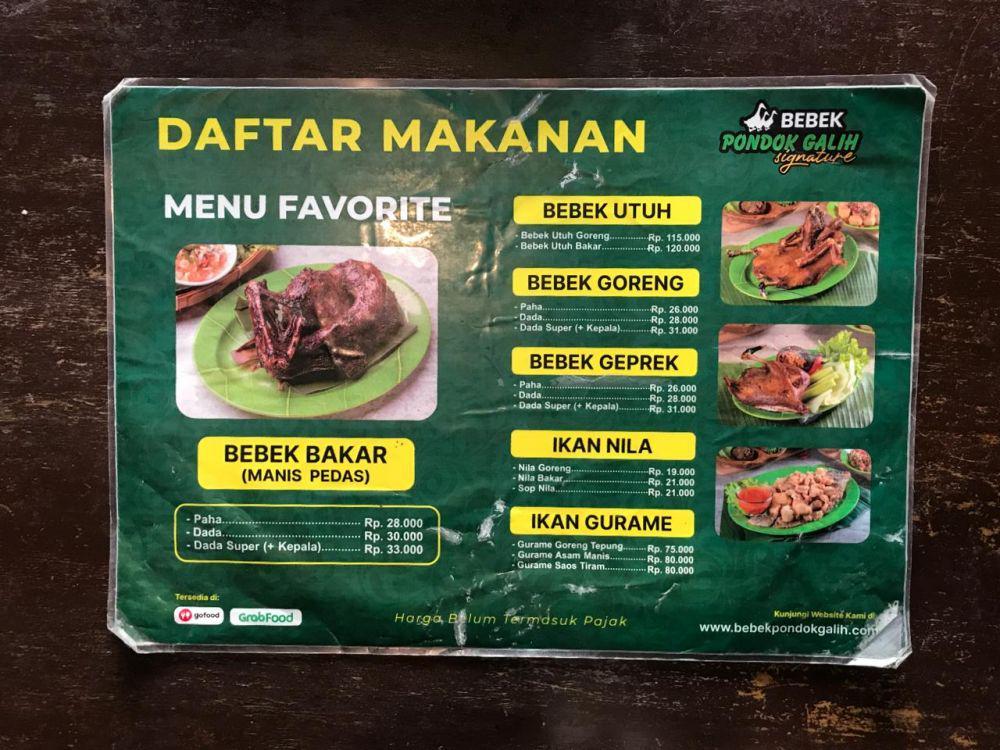 DAFTAR MAKANAN
BEBEK
PONDOK GALIH
signature
MENU FAVORITE
BEBEK BAKAR
(MANIS PEDAS)
- Paha.................................. Rp. 28.000
- Dada.................................. Rp. 30.000
- Dada Super (+ Kepala)............ Rp. 33.000
BEBEK UTUH
- Bebek Utuh Goreng............Rp. 115.000
- Bebek Utuh Bakar...............Rp. 120.000
BEBEK GORENG
- Paha.................................Rp. 26.000
- Dada.................................Rp. 28.000
- Dada Super (+ Kepala)..........Rp. 31.000
BEBEK GEPREK
- Paha.................................Rp. 26.000
- Dada.................................Rp. 28.000
- Dada Super (+ Kepala)..........Rp. 31.000
IKAN NILA
- Nila Goreng........................Rp. 19.000
- Nila Bakar..........................Rp. 21.000
- Sop Nila.............................Rp. 21.000
IKAN GURAME
- Gurame Goreng Tepung........Rp. 75.000
- Gurame Asam Manis............Rp. 80.000
- Gurame Saos Tiram..............Rp. 80.000
Tersedia di:
gofood
GrabFood
Harga Belum Termasuk Pajak
Kunjungi Website Kami di
www.bebekpondokgalih.com